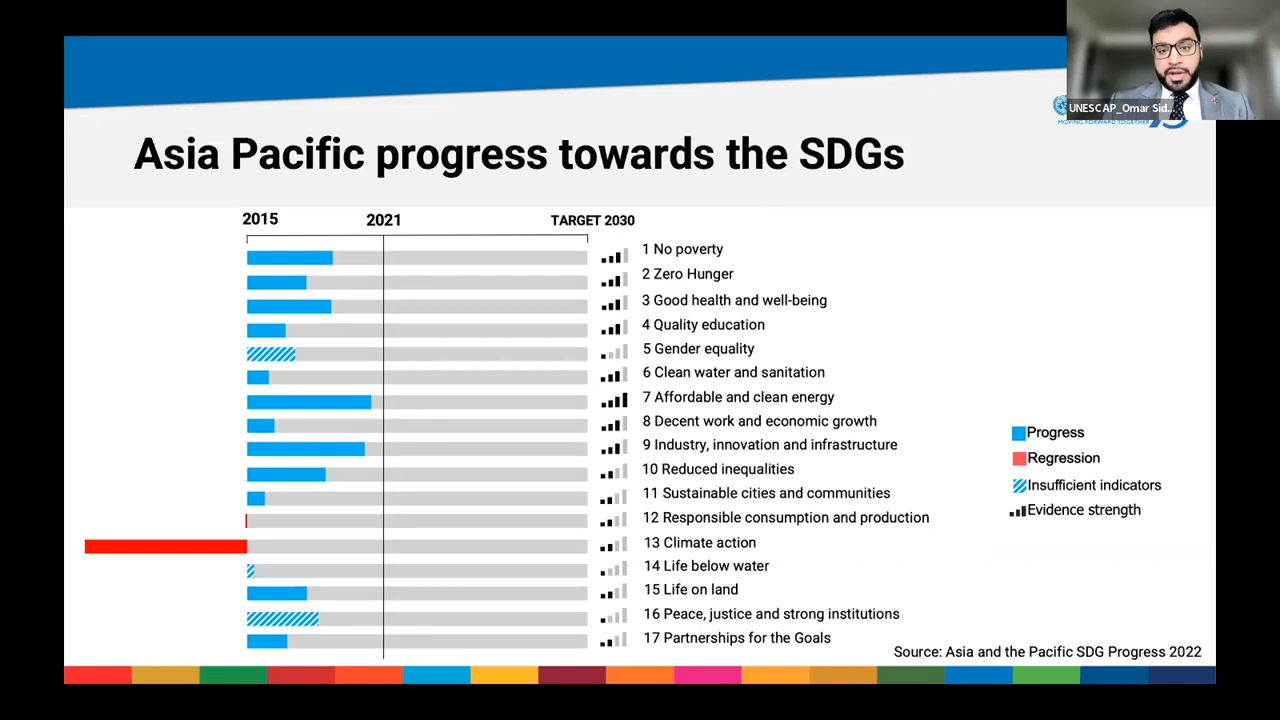 UNESCAP_Omar Sid...
MOVING FORWARD TOGETHER
Asia Pacific progress towards the SDGs
2015 2021 TARGET 2030
1 No poverty
2 Zero Hunger
3 Good health and well-being
4 Quality education
5 Gender equality
6 Clean water and sanitation
7 Affordable and clean energy
8 Decent work and economic growth
9 Industry, innovation and infrastructure
10 Reduced inequalities
11 Sustainable cities and communities
12 Responsible consumption and production
13 Climate action
14 Life below water
15 Life on land
16 Peace, justice and strong institutions
17 Partnerships for the Goals
Progress
Regression
Insufficient indicators
Evidence strength
Source: Asia and the Pacific SDG Progress 2022